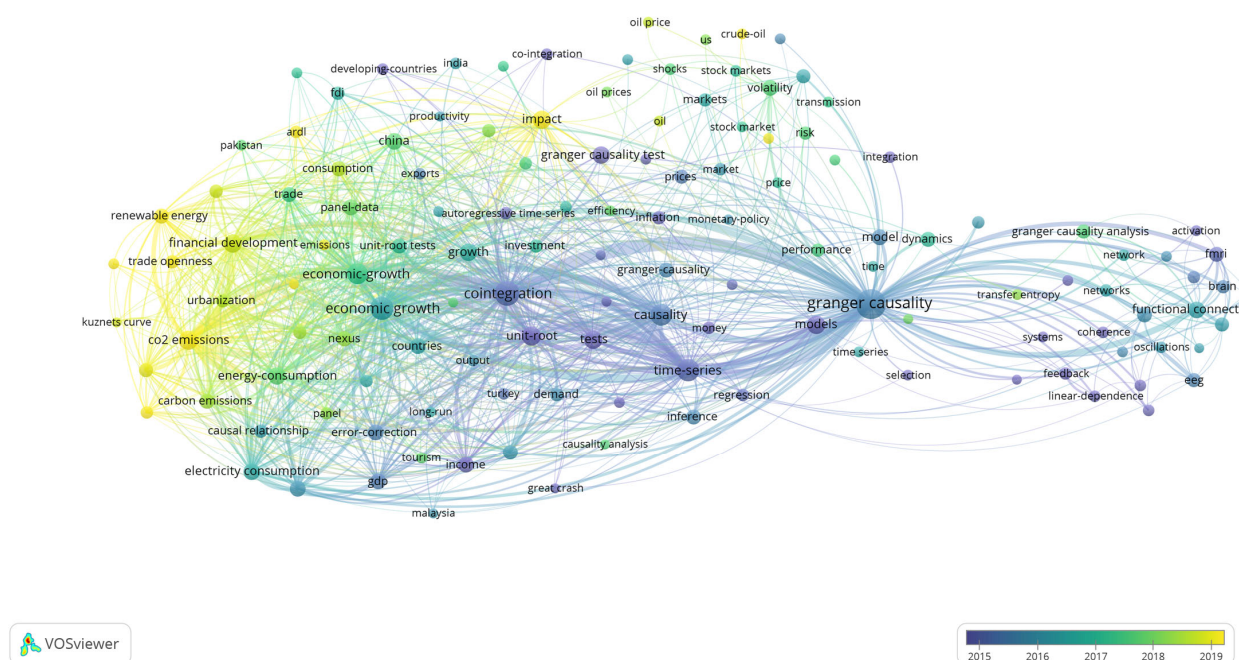 oil price
us
crude-oil
co-integration
developing-countries
india
shocks
stock markets
fdi
oil prices
volatility
markets
transmission
productivity
impact
oil
stock market
ardl
risk
pakistan
china
granger causality test
integration
consumption
exports
prices
market
price
trade
renewable energy
panel-data
autoregressive time-series
efficiency
inflation
monetary-policy
financial development
emissions
unit-root tests
growth
investment
performance
model
dynamics
granger causality analysis
activation
trade openness
economic-growth
granger-causality
time
network
fmri
urbanization
cointegration
transfer entropy
networks
brain
economic growth
causality
granger causality
functional connect
kuznets curve
co2 emissions
nexus
unit-root
tests
money
models
systems
coherence
countries
output
time series
oscillations
energy-consumption
time-series
selection
feedback
eeg
carbon emissions
turkey
demand
regression
linear-dependence
panel
long-run
inference
causal relationship
error-correction
causality analysis
tourism
income
electricity consumption
gdp
great crash
malaysia
VOSviewer
2015 2016 2017 2018 2019